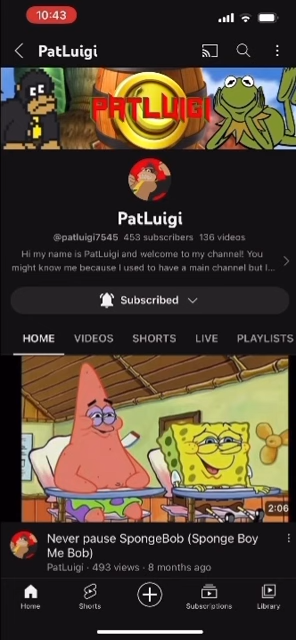 10:43
PatLuigi
PATLUIGI
PatLuigi
@patluigi7545 453 subscribers 136 videos
Hi my name is PatLuigi and welcome to my channel! You
might know me because I used to have a main channel but I...
Subscribed
HOME VIDEOS SHORTS LIVE PLAYLISTS
2:06
Never pause SpongeBob (Sponge Boy
Me Bob)
PatLuigi · 493 views · 8 months ago
Home Shorts Subscriptions Library